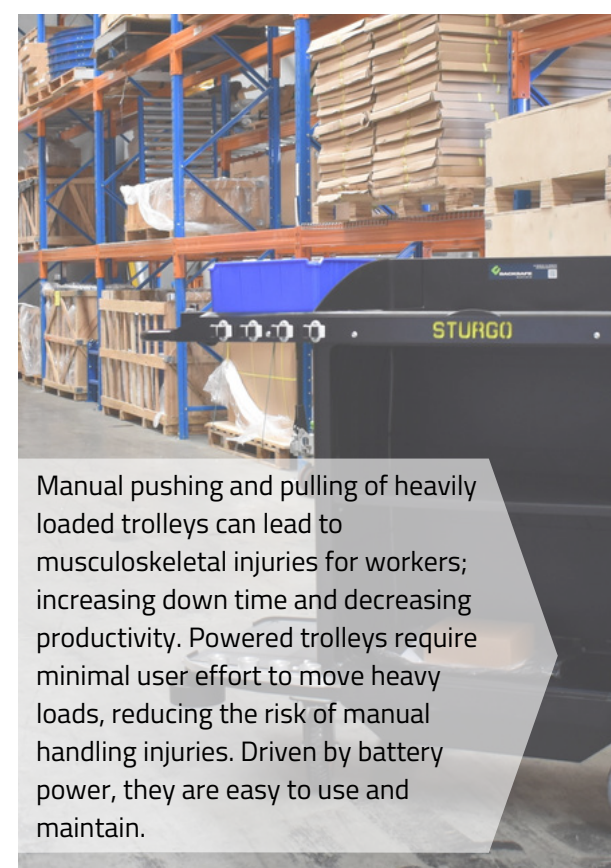 BACKSAFE
STURGO
Manual pushing and pulling of heavily
loaded trolleys can lead to
musculoskeletal injuries for workers;
increasing down time and decreasing
productivity. Powered trolleys require
minimal user effort to move heavy
loads, reducing the risk of manual
handling injuries. Driven by battery
power, they are easy to use and
maintain.